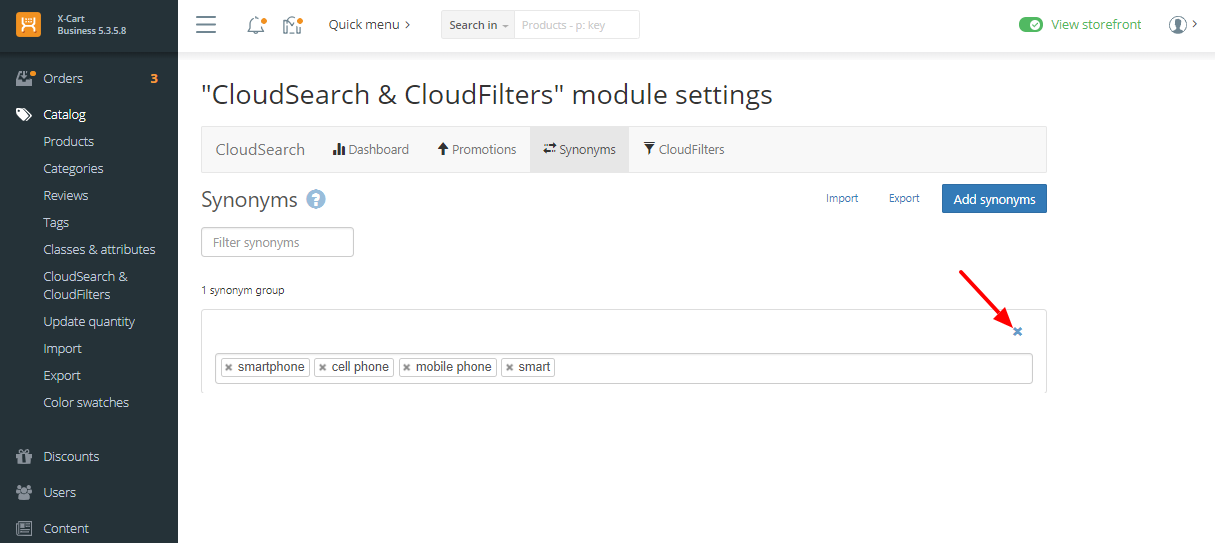 X-Cart
Business 5.3.5.8
Quick menu
Search in
Products - p: key
View storefront
Orders
3
Catalog
Products
Categories
Reviews
Tags
Classes & attributes
CloudSearch &
CloudFilters
Update quantity
Import
Export
Color swatches
Discounts
Users
Content
"CloudSearch & CloudFilters" module settings
CloudSearch
Dashboard
Promotions
Synonyms
CloudFilters
Synonyms ?
Import
Export
Add synonyms
Filter synonyms
1 synonym group
smartphone
cell phone
mobile phone
smart